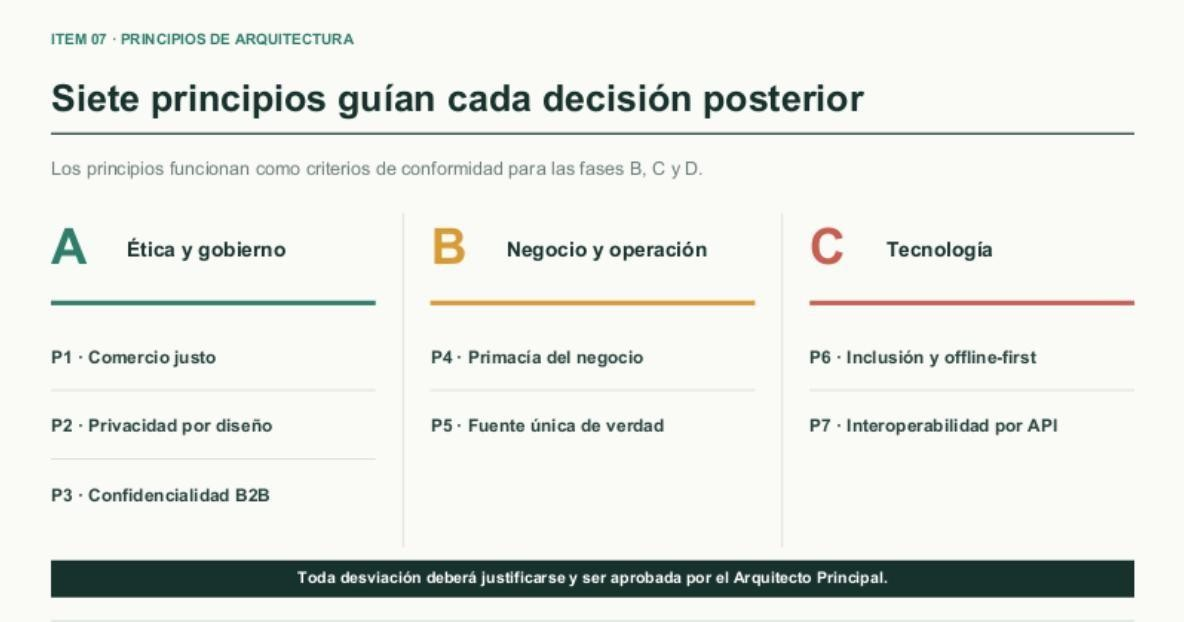 ITEM 07 · PRINCIPIOS DE ARQUITECTURA
Siete principios guían cada decisión posterior
Los principios funcionan como criterios de conformidad para las fases B, C y D.
A Ética y gobierno
P1 · Comercio justo
P2 · Privacidad por diseño
P3 · Confidencialidad B2B
B Negocio y operación
P4 · Primacía del negocio
P5 · Fuente única de verdad
C Tecnología
P6 · Inclusión y offline-first
P7 · Interoperabilidad por API
Toda desviación deberá justificarse y ser aprobada por el Arquitecto Principal.